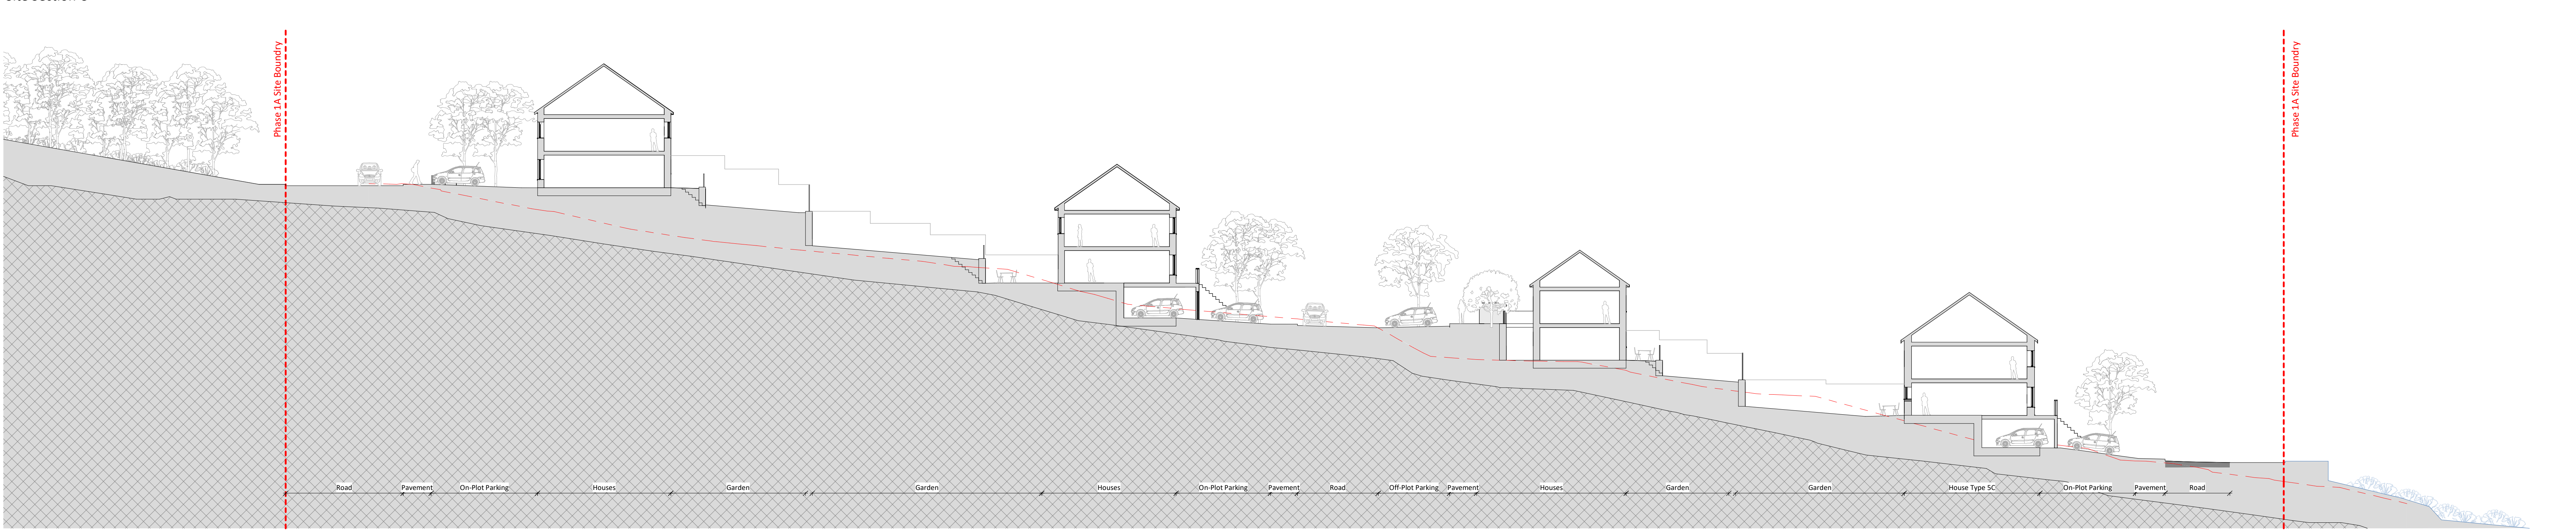 Phase 1A Site Boundry
Phase 1A Site Boundry
Road
Pavement
On-Plot Parking
Houses
Garden
Garden
Houses
On-Plot Parking
Pavement
Road
Off-Plot Parking
Pavement
Houses
Garden
Garden
House Type 5C
On-Plot Parking
Pavement
Road